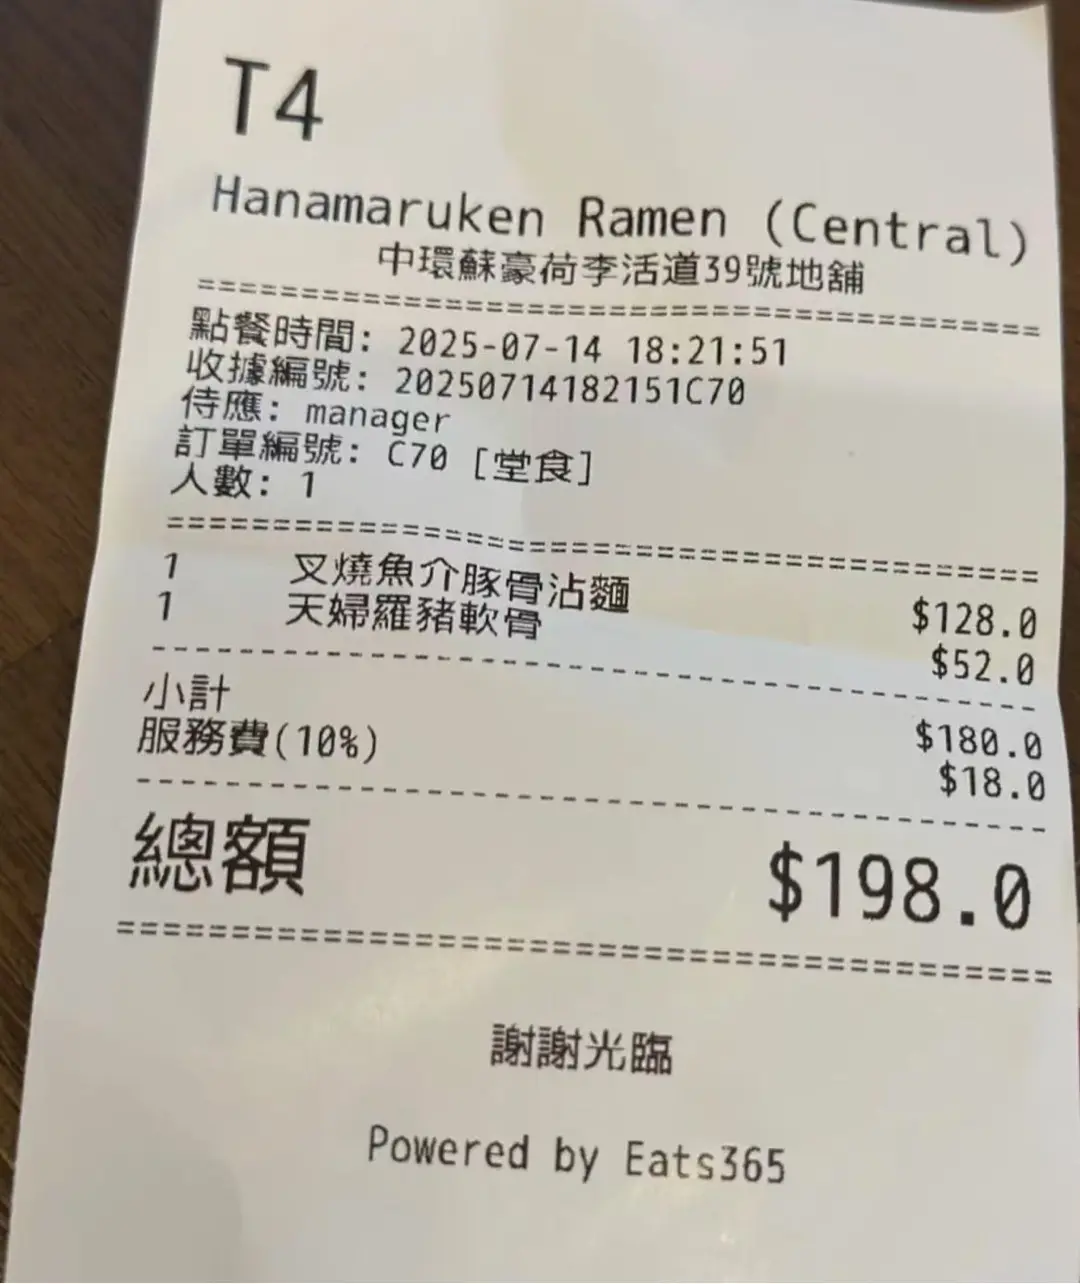 T4
Hanamaruken Ramen (Central)
中環蘇豪荷李活道39號地舖
========================================
點餐時間: 2025-07-14 18:21:51
收據編號: 20250714182151C70
侍應: manager
訂單編號: C70 [堂食]
人數: 1
========================================
1 叉燒魚介豚骨沾麵 $128.0
1 天婦羅豬軟骨 $52.0
----------------------------------------
小計 $180.0
服務費(10%) $18.0
----------------------------------------
總額 $198.0
========================================
謝謝光臨
Powered by Eats365